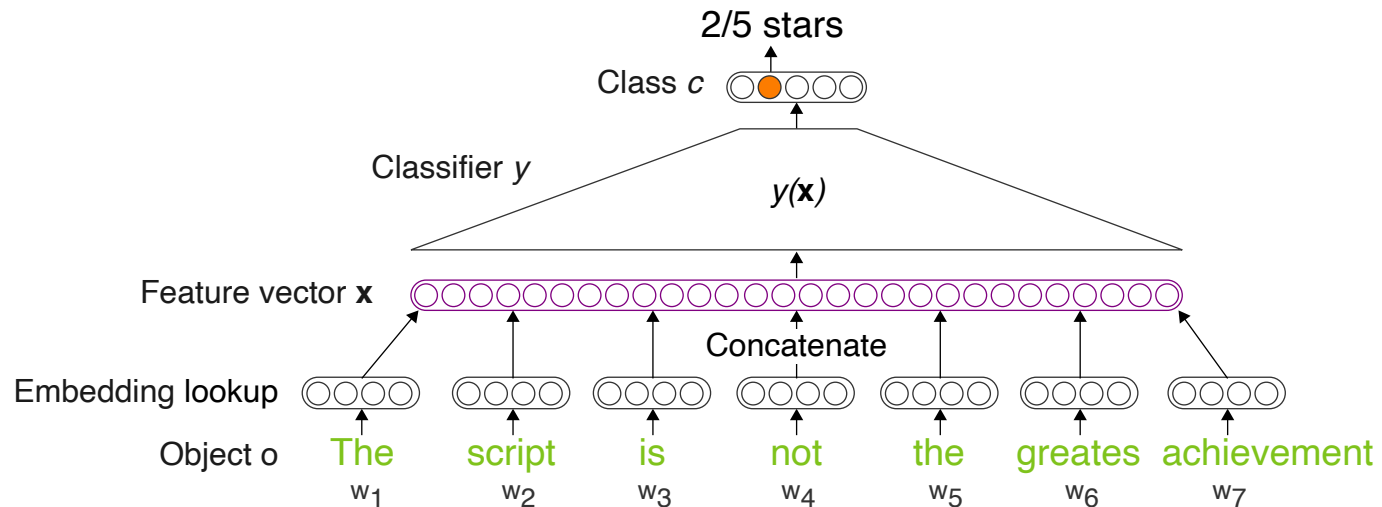 2/5 stars
Class c
Classifier y
y(x)
Feature vector x
Concatenate
Embedding lookup
Object o The script is not the greates achievement
w1 w2 w3 w4 w5 w6 w7